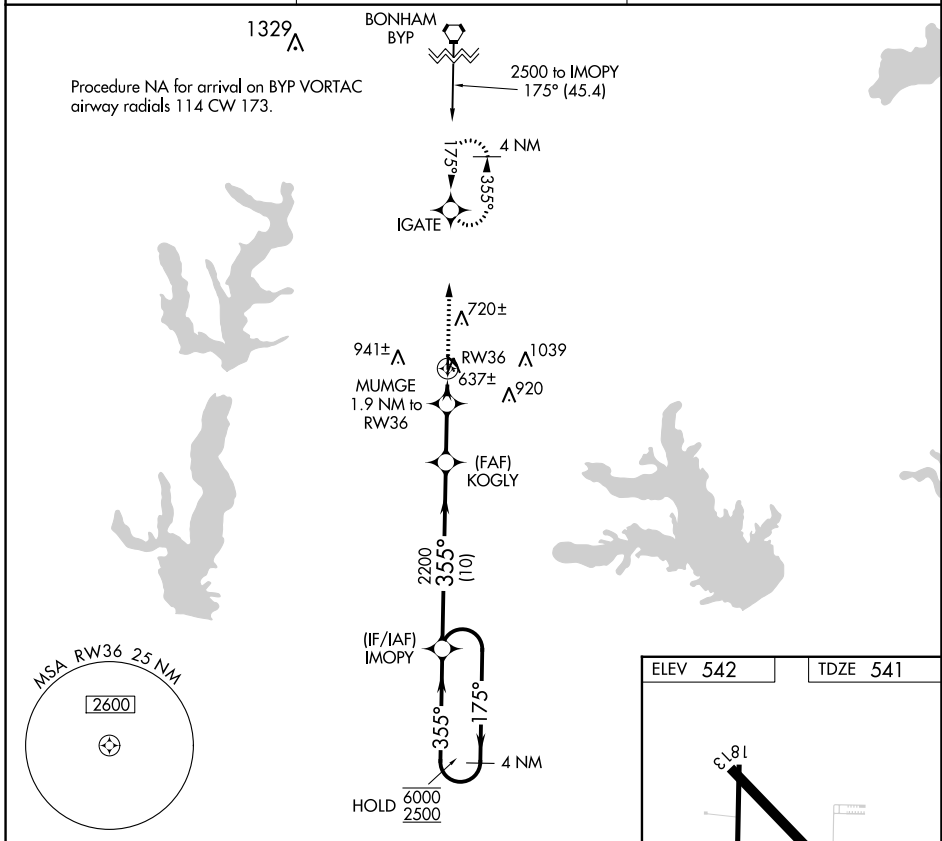 1329
BONHAM
BYP
Procedure NA for arrival on BYP VORTAC
airway radials 114 CW 173.
2500 to IMOPY
175° (45.4)
4 NM
175°
355°
IGATE
720±
941±
RW36
1039
637±
920
MUMGE
1.9 NM to
RW36
(FAF)
KOGLY
2200
355°
(10)
(IF/IAF)
IMOPY
355°
175°
4 NM
HOLD
6000
2500
MSA RW36 25 NM
2600
ELEV 542
TDZE 541
13
18